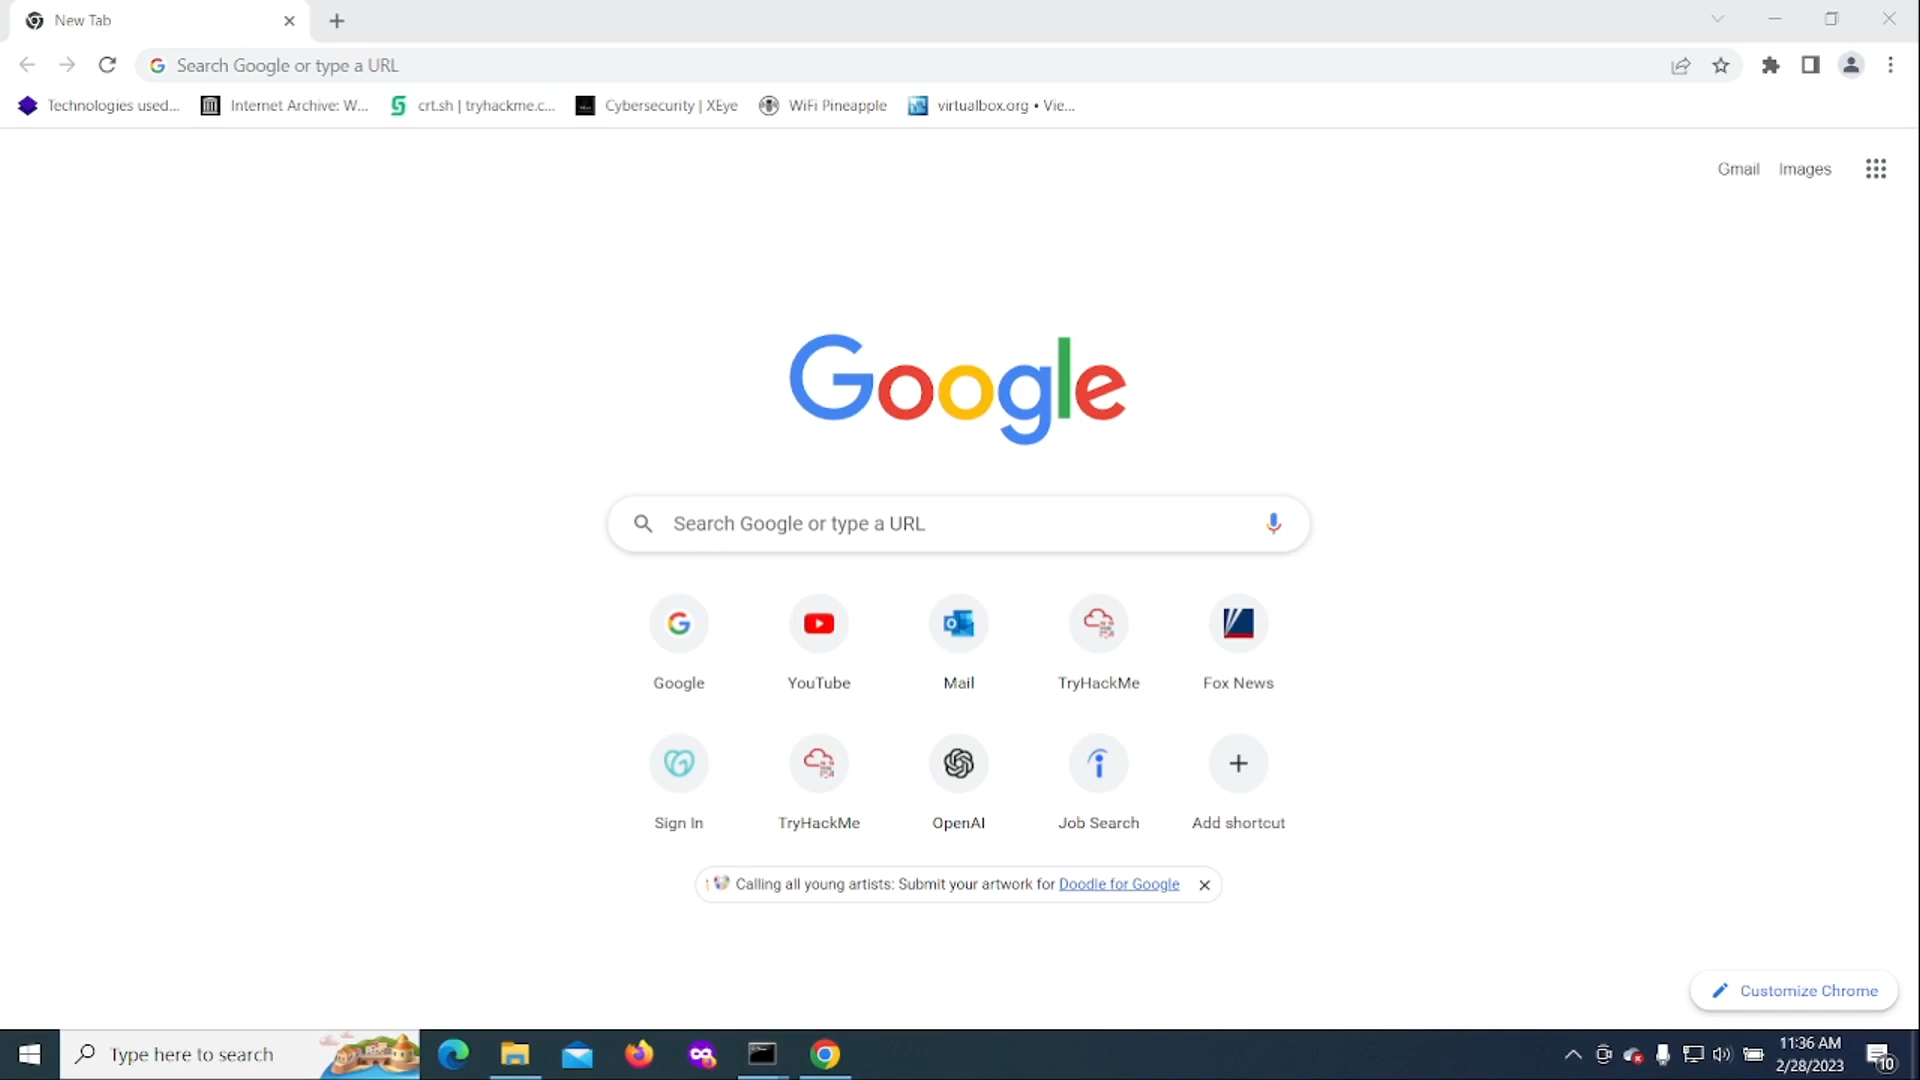 New Tab
Search Google or type a URL
Technologies used...
Internet Archive: W...
crt.sh | tryhackme.c...
Cybersecurity | XEye
WiFi Pineapple
virtualbox.org • Vie...
Gmail
Images
Google
Search Google or type a URL
Google
YouTube
Mail
TryHackMe
Fox News
Sign In
TryHackMe
OpenAI
Job Search
Add shortcut
Calling all young artists: Submit your artwork for Doodle for Google
Customize Chrome
Type here to search
11:36 AM
2/28/2023
10